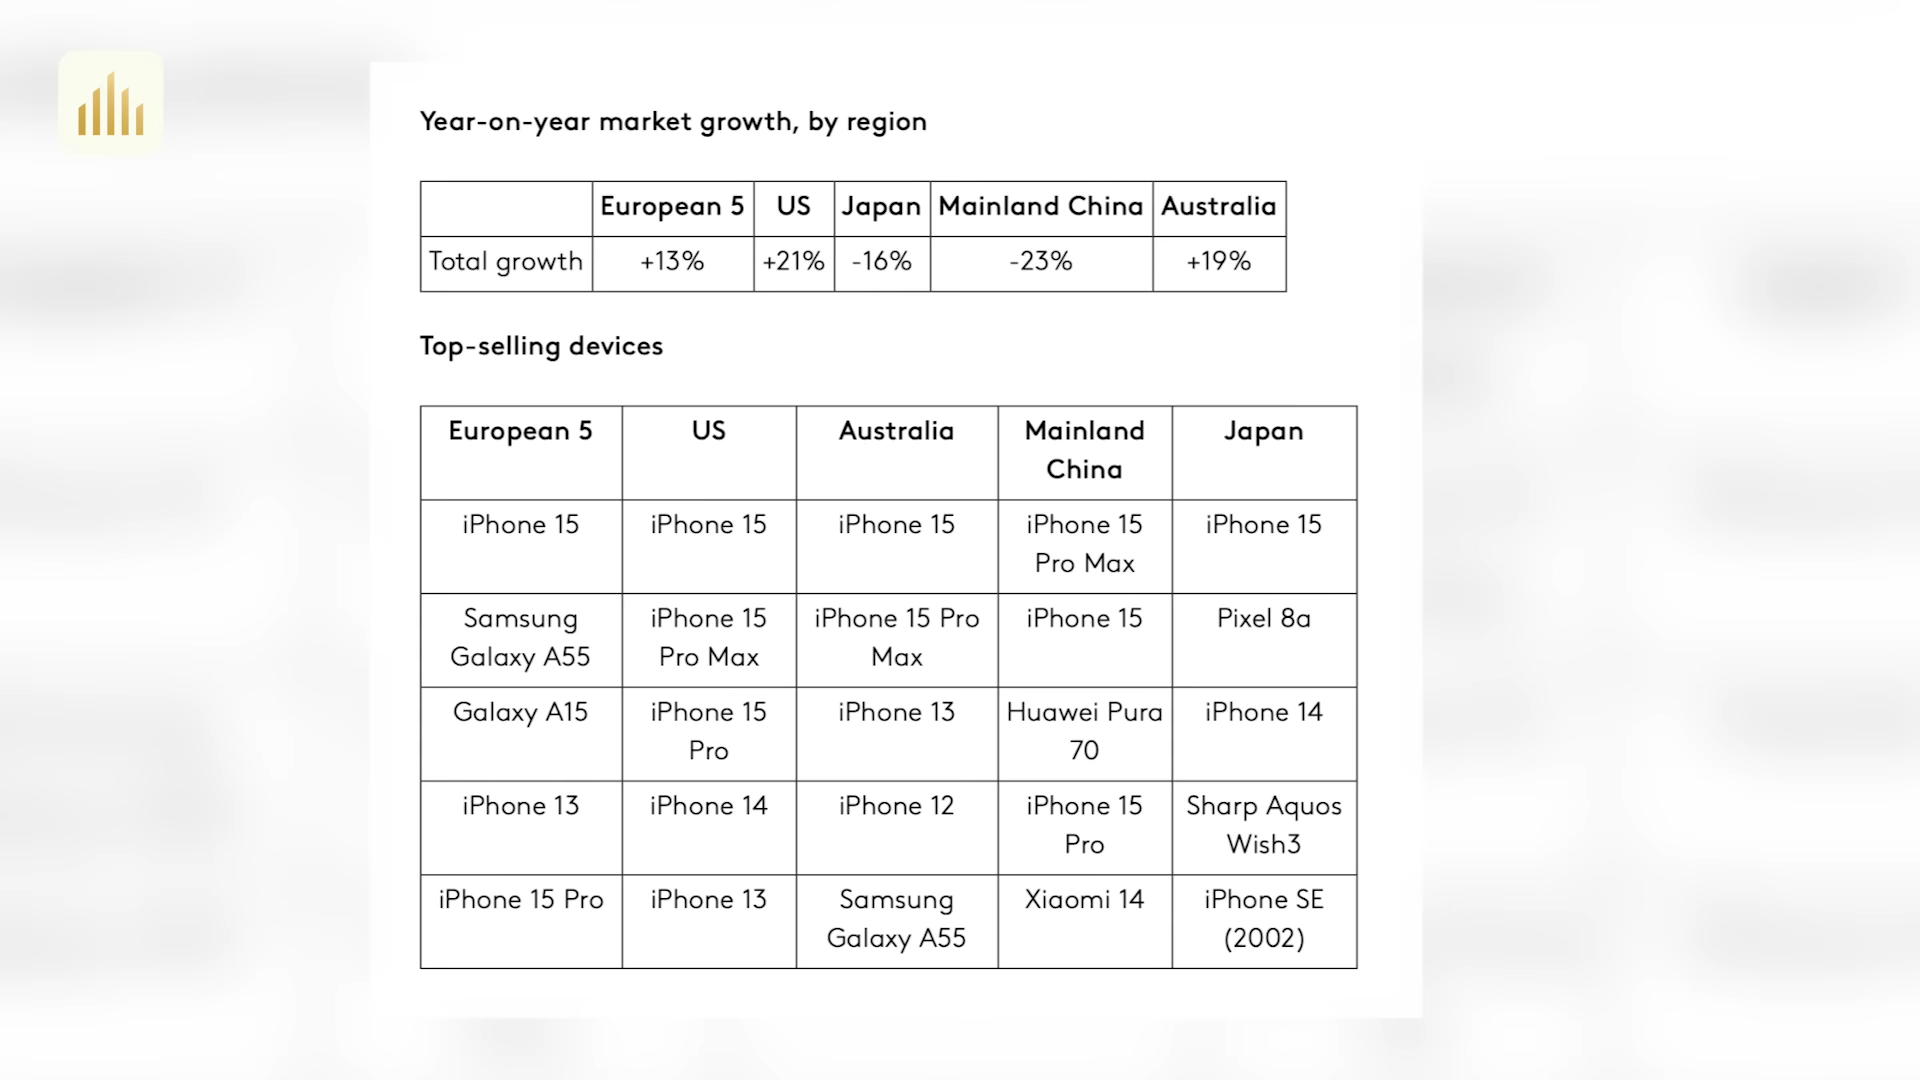 Year-on-year market growth, by region
European 5 US Japan Mainland China Australia
Total growth +13% +21% -16% -23% +19%
Top-selling devices
European 5 US Australia Mainland China Japan
iPhone 15 iPhone 15 iPhone 15 iPhone 15 Pro Max iPhone 15
Samsung Galaxy A55 iPhone 15 Pro Max iPhone 15 Pro Max iPhone 15 Pixel 8a
Galaxy A15 iPhone 15 Pro iPhone 13 Huawei Pura 70 iPhone 14
iPhone 13 iPhone 14 iPhone 12 iPhone 15 Pro Sharp Aquos Wish3
iPhone 15 Pro iPhone 13 Samsung Galaxy A55 Xiaomi 14 iPhone SE (2002)